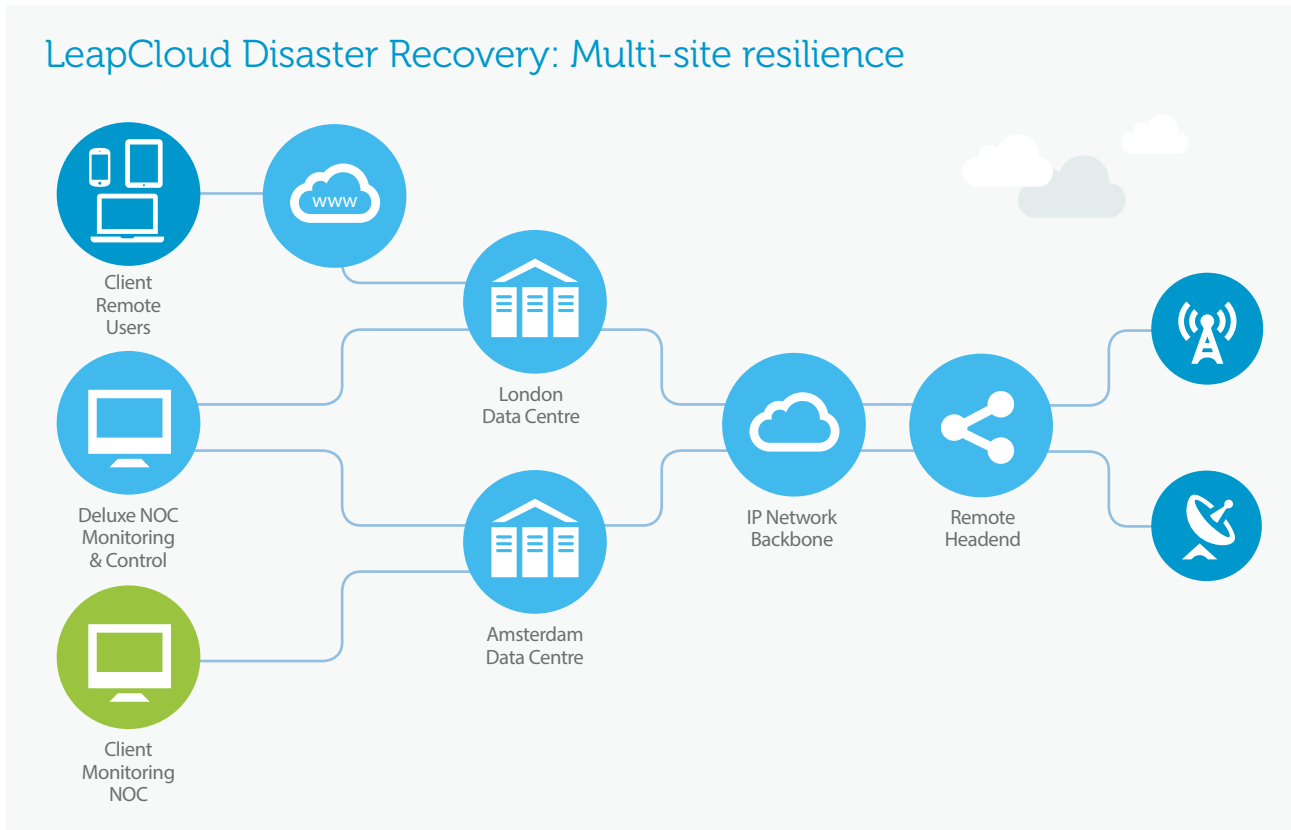 LeapCloud Disaster Recovery: Multi-site resilience
www
Client
Remote
Users
London
Data Centre
Deluxe NOC
Monitoring
& Control
IP Network
Backbone
Remote
Headend
Amsterdam
Data Centre
Client
Monitoring
NOC